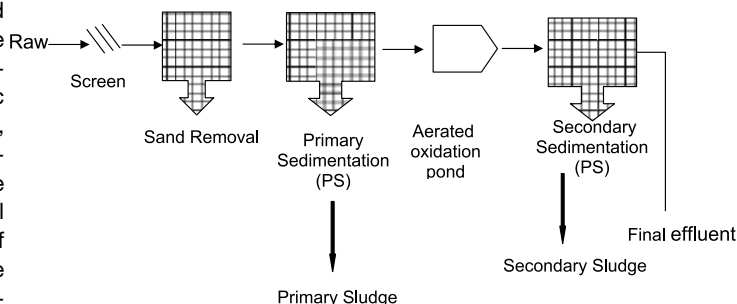 Raw
Screen
Sand Removal
Primary
Sedimentation
(PS)
Aerated
oxidation
pond
Secondary
Sedimentation
(PS)
Final effluent
Secondary Sludge
Primary Sludge